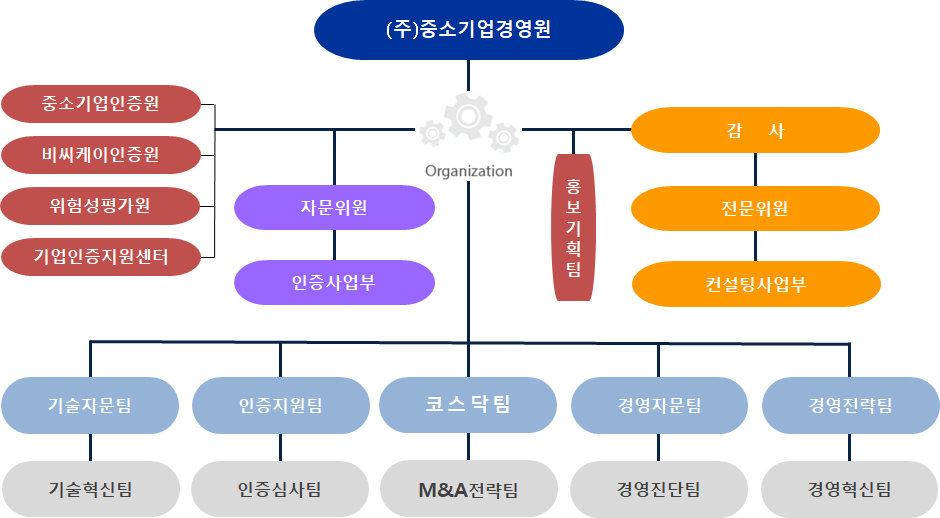 (주)중소기업경영원
중소기업인증원
비씨케이인증원
위험성평가원
기업인증지원센터
Organization
자문위원
인증사업부
홍보기획팀
감 사
전문위원
컨설팅사업부
기술자문팀
인증지원팀
코스닥팀
경영자문팀
경영전략팀
기술혁신팀
인증심사팀
M&A전략팀
경영진단팀
경영혁신팀